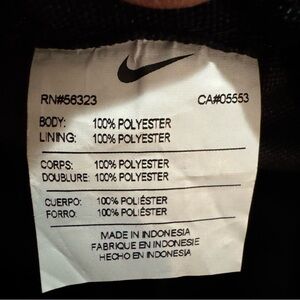 RN#56323 CA#05553
BODY: 100% POLYESTER
LINING: 100% POLYESTER
CORPS: 100% POLYESTER
DOUBLURE: 100% POLYESTER
CUERPO: 100% POLIÉSTER
FORRO: 100% POLIÉSTER
MADE IN INDONESIA
FABRIQUE EN INDONESIE
HECHO EN INDONESIA